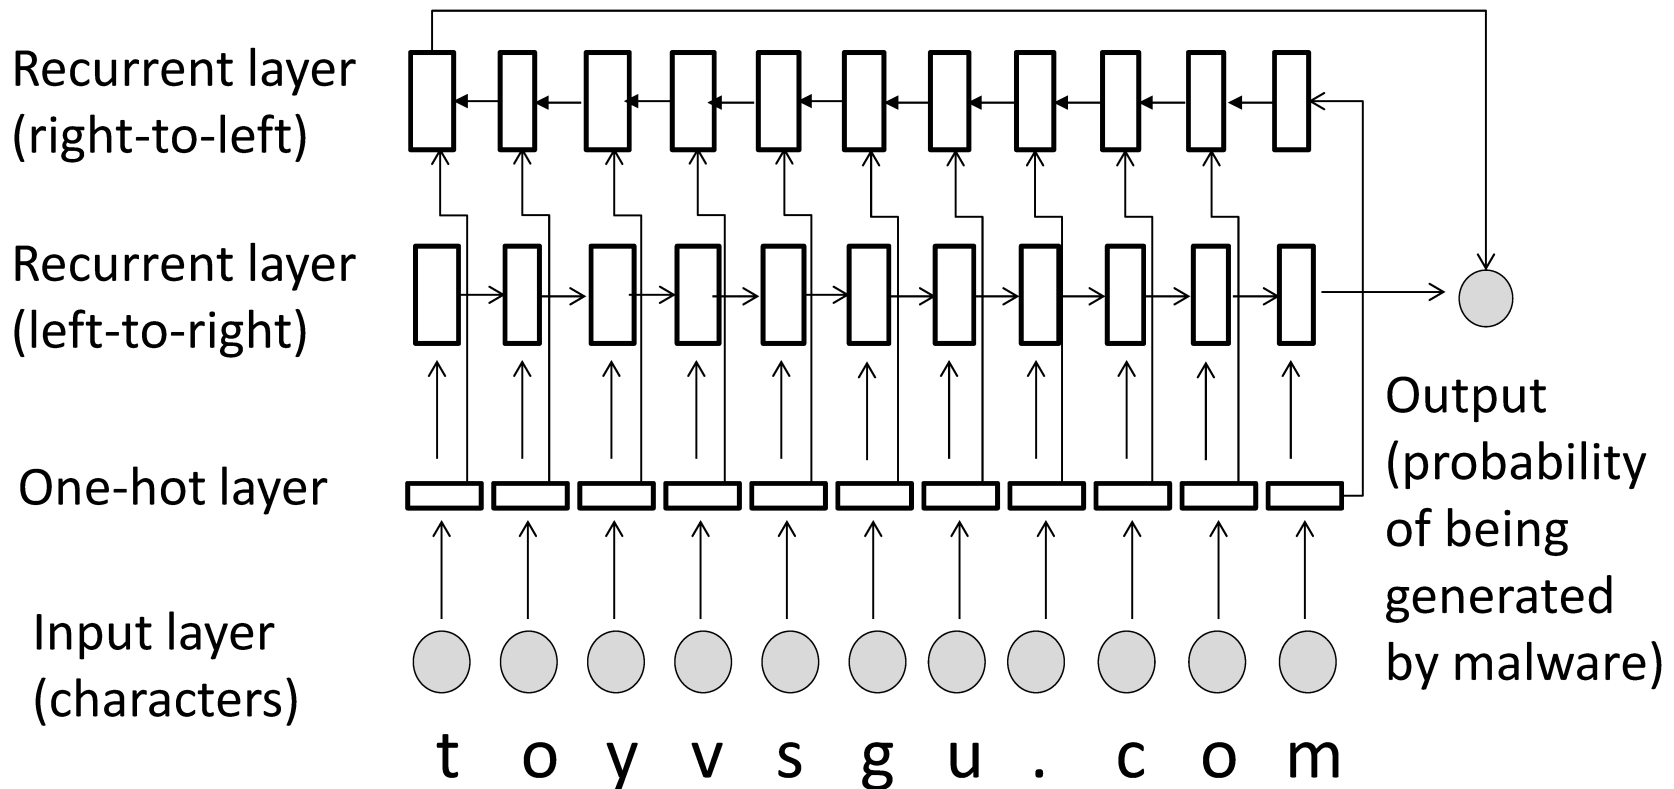 Recurrent layer
(right-to-left)
Recurrent layer
(left-to-right)
Output
(probability
of being
generated
by malware)
One-hot layer
Input layer
(characters)
t o y v s g u . c o m